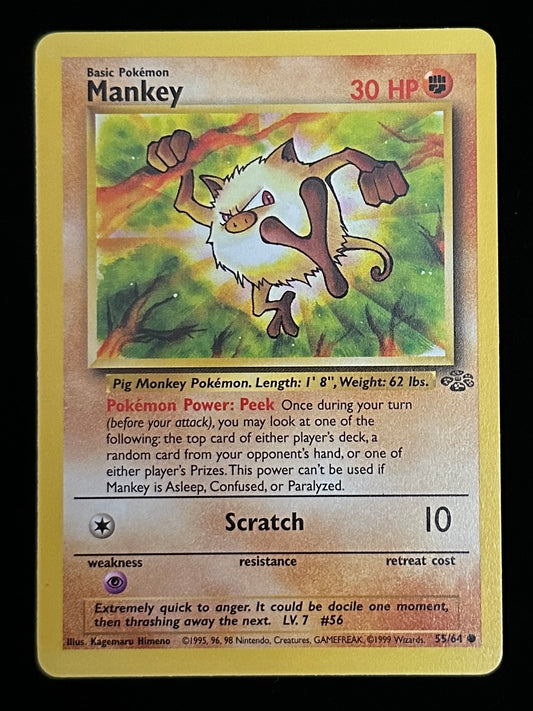 Basic Pokémon
Mankey 30 HP
Pig Monkey Pokémon. Length: 1' 8", Weight: 62 lbs.
Pokémon Power: Peek Once during your turn
(before your attack), you may look at one of the
following: the top card of either player's deck, a
random card from your opponent's hand, or one of
either player's Prizes. This power can't be used if
Mankey is Asleep, Confused, or Paralyzed.
Scratch 10
weakness resistance retreat cost
Extremely quick to anger. It could be docile one moment,
then thrashing away the next. LV. 7 #56
Illus. Kagemaru Himeno ©1995, 96, 98 Nintendo, Creatures, GAMEFREAK. ©1999 Wizards. 55/64